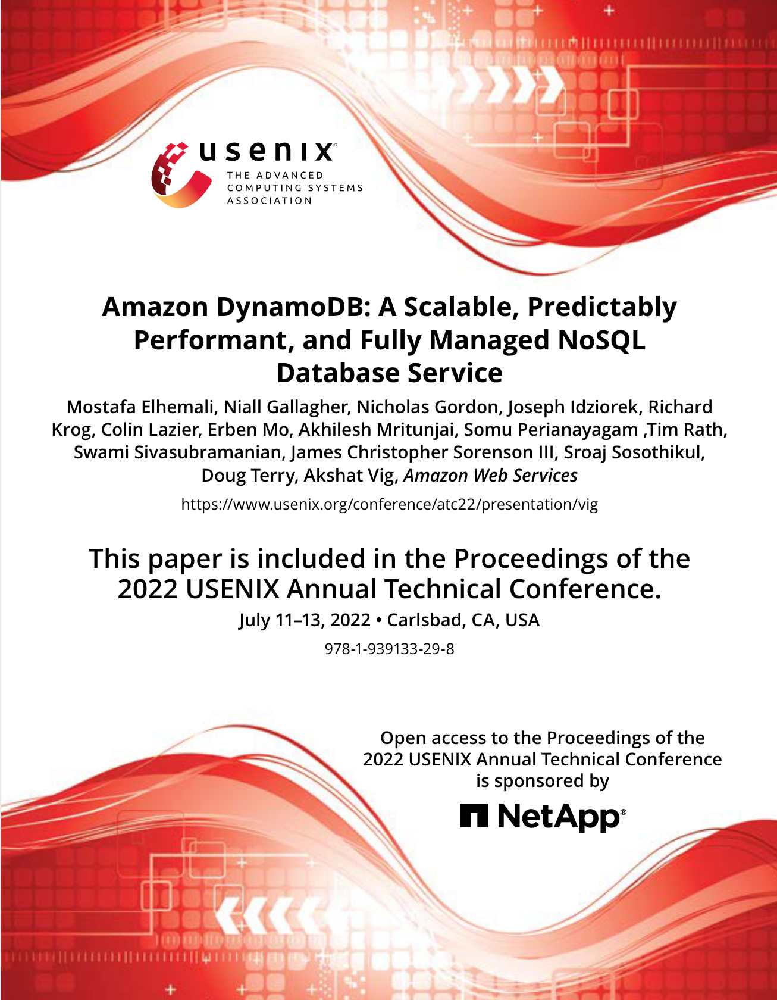 usenix®
THE ADVANCED
COMPUTING SYSTEMS
ASSOCIATION
Amazon DynamoDB: A Scalable, Predictably
Performant, and Fully Managed NoSQL
Database Service
Mostafa Elhemali, Niall Gallagher, Nicholas Gordon, Joseph Idziorek, Richard
Krog, Colin Lazier, Erben Mo, Akhilesh Mritunjai, Somu Perianayagam ,Tim Rath,
Swami Sivasubramanian, James Christopher Sorenson III, Sroaj Sosothikul,
Doug Terry, Akshat Vig, Amazon Web Services
https://www.usenix.org/conference/atc22/presentation/vig
This paper is included in the Proceedings of the
2022 USENIX Annual Technical Conference.
July 11–13, 2022 • Carlsbad, CA, USA
978-1-939133-29-8
Open access to the Proceedings of the
2022 USENIX Annual Technical Conference
is sponsored by
NetApp®